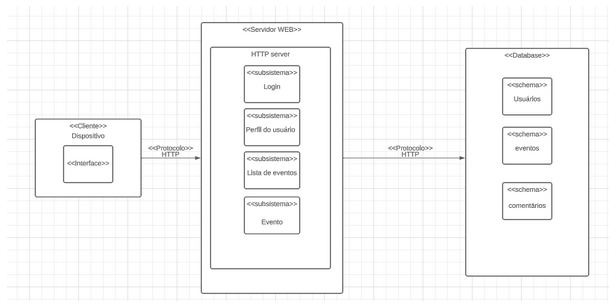 <<Cliente>>
Dispositivo
<<Interface>>
<<Protocolo>>
HTTP
<<Servidor WEB>>
HTTP server
<<subsistema>>
Login
<<subsistema>>
Perfil do usuário
<<subsistema>>
Lista de eventos
<<subsistema>>
Evento
<<Protocolo>>
HTTP
<<Database>>
<<schema>>
Usuários
<<schema>>
eventos
<<schema>>
comentários